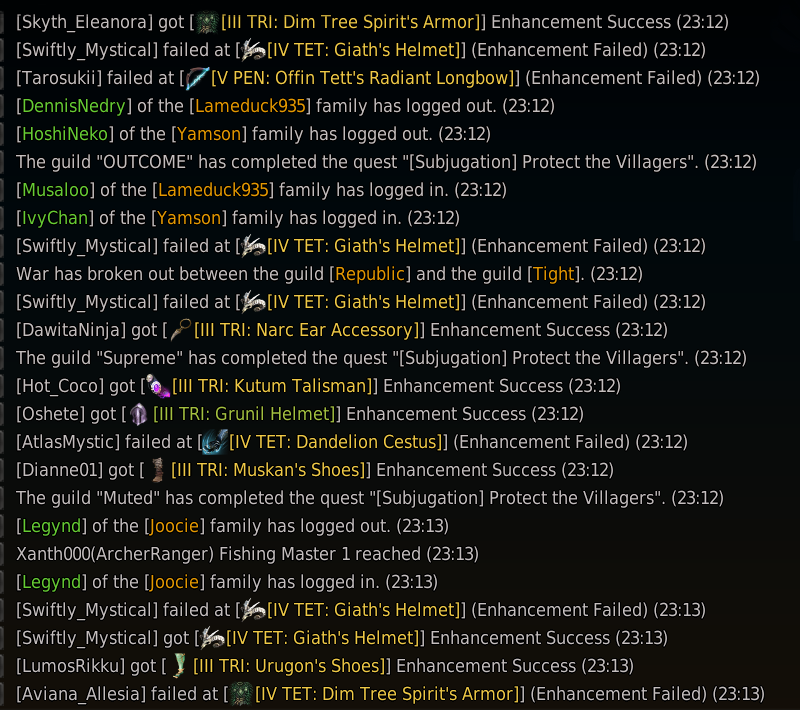 [Skyth_Eleanora] got [[III TRI: Dim Tree Spirit's Armor]] Enhancement Success (23:12)
[Swiftly_Mystical] failed at [[IV TET: Giath's Helmet]] (Enhancement Failed) (23:12)
[Tarosukii] failed at [[V PEN: Offin Tett's Radiant Longbow]] (Enhancement Failed) (23:12)
[DennisNedry] of the [Lameduck935] family has logged out. (23:12)
[HoshiNeko] of the [Yamson] family has logged out. (23:12)
The guild "OUTCOME" has completed the quest "[Subjugation] Protect the Villagers". (23:12)
[Musaloo] of the [Lameduck935] family has logged in. (23:12)
[IvyChan] of the [Yamson] family has logged in. (23:12)
[Swiftly_Mystical] failed at [[IV TET: Giath's Helmet]] (Enhancement Failed) (23:12)
War has broken out between the guild [Republic] and the guild [Tight]. (23:12)
[Swiftly_Mystical] failed at [[IV TET: Giath's Helmet]] (Enhancement Failed) (23:12)
[DawitaNinja] got [[III TRI: Narc Ear Accessory]] Enhancement Success (23:12)
The guild "Supreme" has completed the quest "[Subjugation] Protect the Villagers". (23:12)
[Hot_Coco] got [[III TRI: Kutum Talisman]] Enhancement Success (23:12)
[Oshete] got [[III TRI: Grunil Helmet]] Enhancement Success (23:12)
[AtlasMystic] failed at [[IV TET: Dandelion Cestus]] (Enhancement Failed) (23:12)
[Dianne01] got [[III TRI: Muskan's Shoes]] Enhancement Success (23:12)
The guild "Muted" has completed the quest "[Subjugation] Protect the Villagers". (23:12)
[Legynd] of the [Joocie] family has logged out. (23:13)
Xanth000(ArcherRanger) Fishing Master 1 reached (23:13)
[Legynd] of the [Joocie] family has logged in. (23:13)
[Swiftly_Mystical] failed at [[IV TET: Giath's Helmet]] (Enhancement Failed) (23:13)
[Swiftly_Mystical] got [[IV TET: Giath's Helmet]] Enhancement Success (23:13)
[LumosRikku] got [[III TRI: Urugon's Shoes]] Enhancement Success (23:13)
[Aviana_Allesia] failed at [[IV TET: Dim Tree Spirit's Armor]] (Enhancement Failed) (23:13)